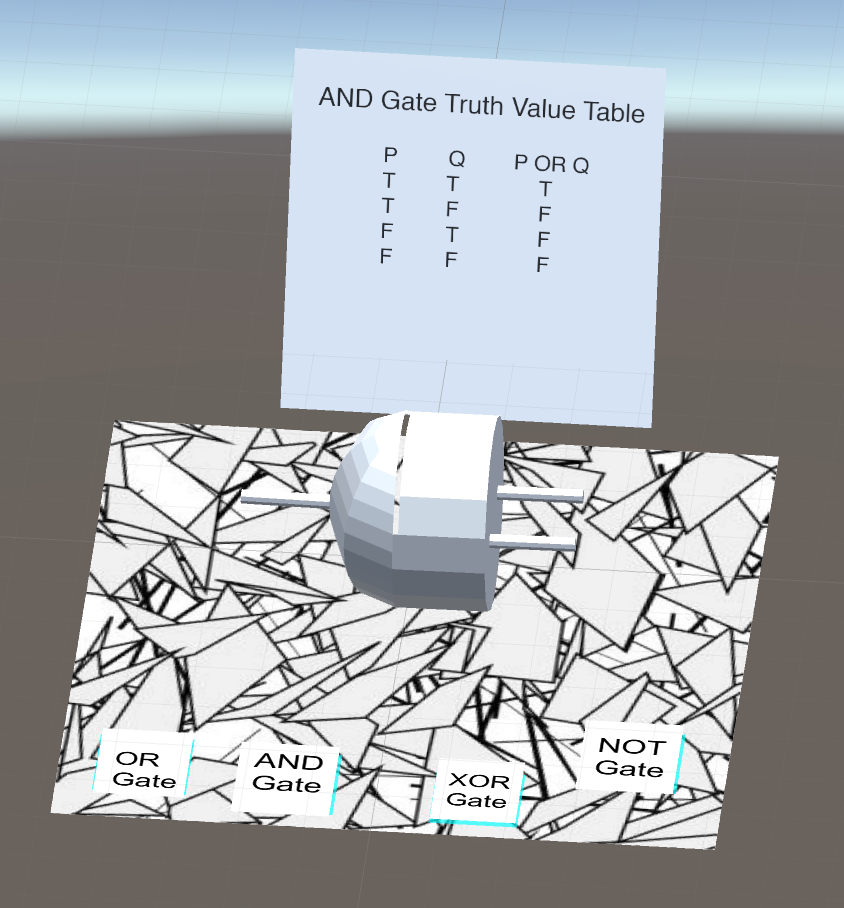 AND Gate Truth Value Table
P Q P OR Q
T T T
T F F
F T F
F F F
OR
Gate
AND
Gate
XOR
Gate
NOT
Gate